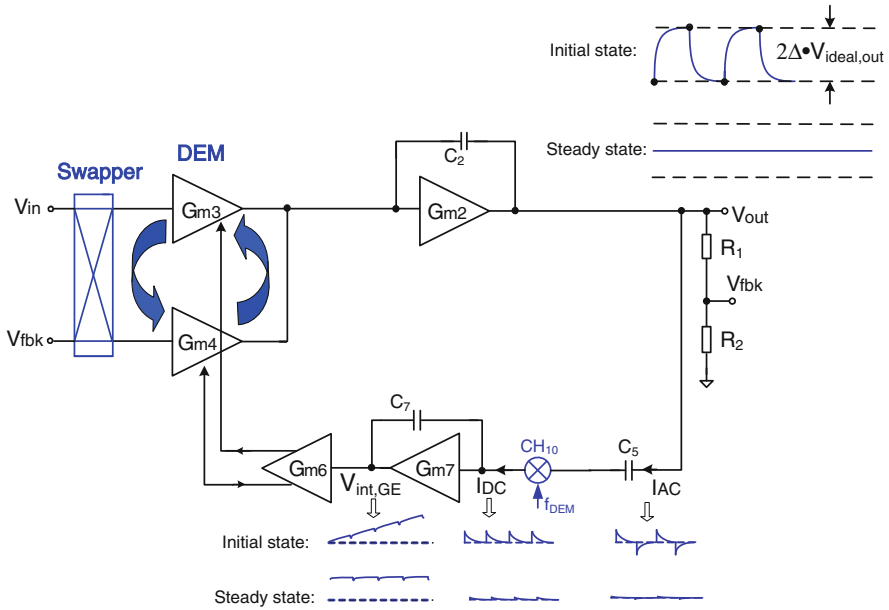 Initial state:
2Δ•Videal,out
Steady state:
DEM
Swapper
C2
Vin
Gm3
Gm2
Vout
R1
Vfbk
Vfbk
Gm4
R2
C7
CH10
C5
Gm6
Gm7
Vint,GE
IDC
fDEM
IAC
Initial state:
Steady state: